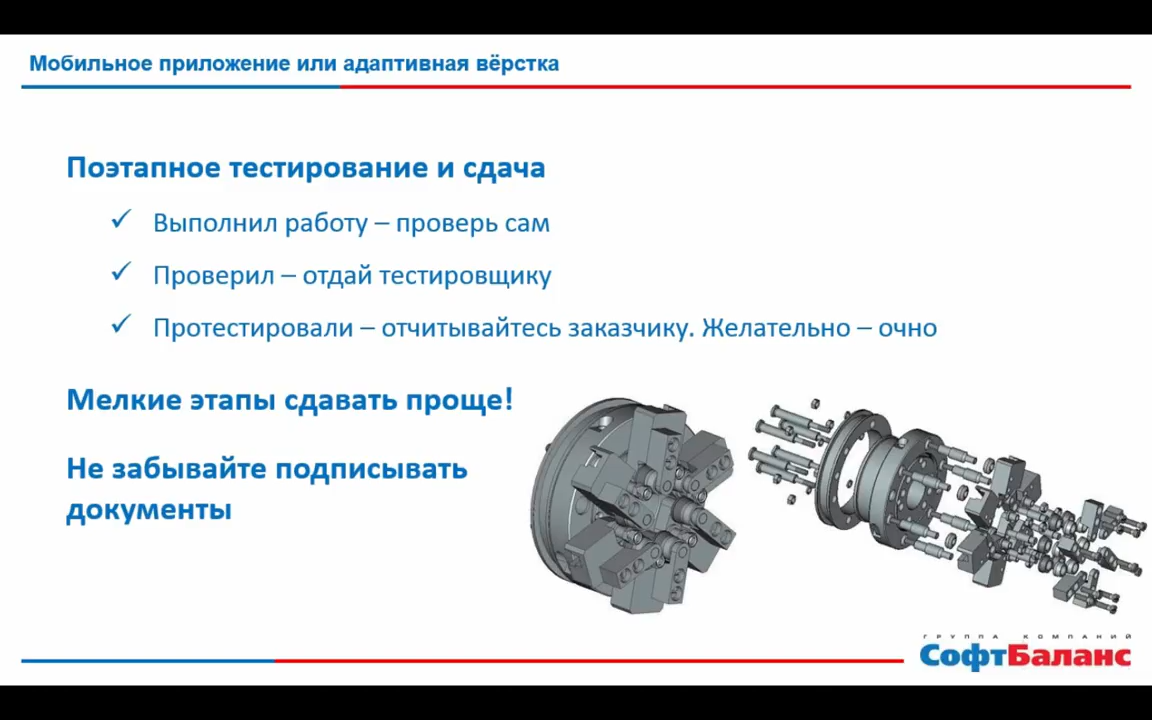 Мобильное приложение или адаптивная вёрстка
Поэтапное тестирование и сдача
✓ Выполнил работу – проверь сам
✓ Проверил – отдай тестировщику
✓ Протестировали – отчитывайтесь заказчику. Желательно – очно
Мелкие этапы сдавать проще!
Не забывайте подписывать
документы
ГРУППА КОМПАНИЙ
СофтБаланс